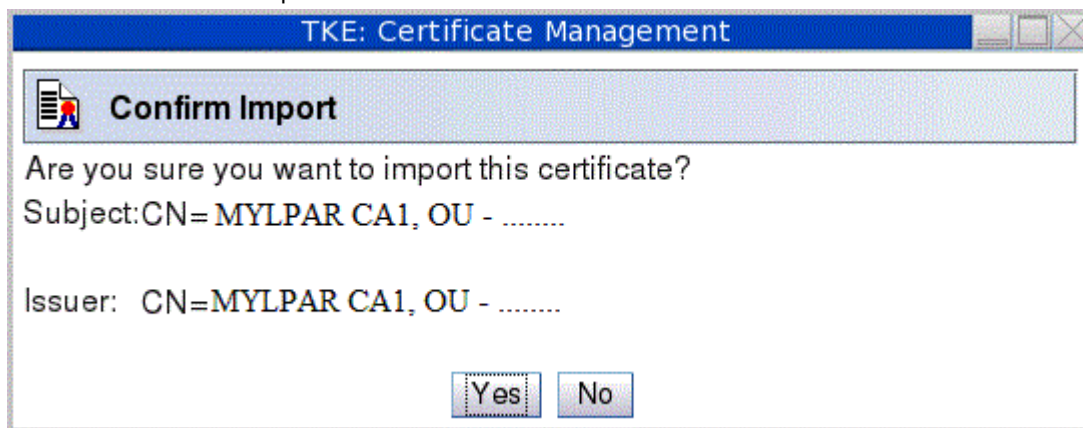 TKE: Certificate Management
Confirm Import
Are you sure you want to import this certificate?
Subject:CN= MYLPAR CA1, OU - ........
Issuer: CN=MYLPAR CA1, OU - ........
Yes No